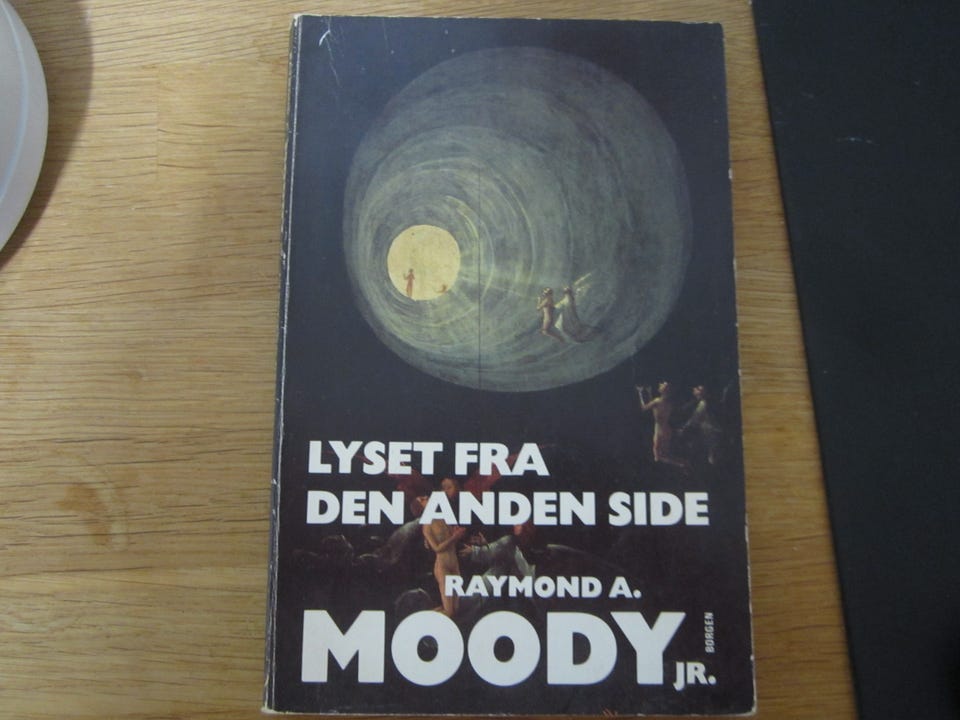 LYSET FRA
DEN ANDEN SIDE
RAYMOND A.
MOODY JR.
BORGEN